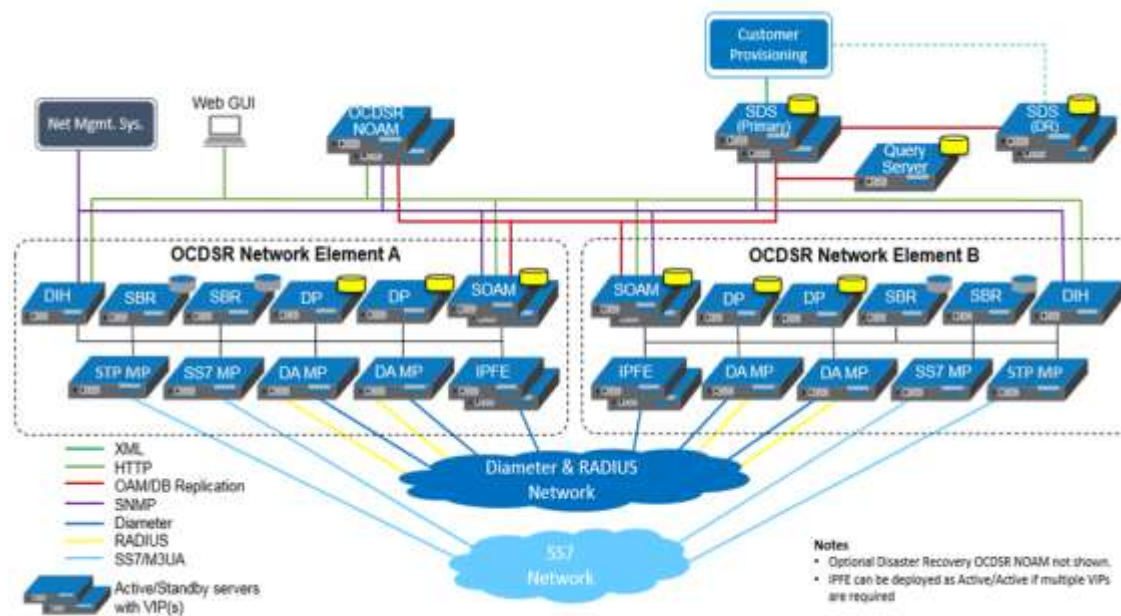 Customer
Provisioning
Net Mgmt. Sys.
Web GUI
OCDSR
NOAM
SDS
(Primary)
SDS
(DR)
Query
Server
OCDSR Network Element A
OCDSR Network Element B
DIH
SBR
SBR
DP
DP
SOAM
SOAM
DP
DP
SBR
SBR
DIH
STP MP
SS7 MP
DA MP
DA MP
IPFE
IPFE
DA MP
DA MP
SS7 MP
STP MP
XML
HTTP
OAM/DB Replication
SNMP
Diameter
RADIUS
SS7/M3UA
Active/Standby servers
with VIP(s)
Diameter & RADIUS
Network
SS7
Network
Notes
• Optional Disaster Recovery OCDSR NOAM not shown.
• IPFE can be deployed as Active/Active if multiple VIPs
are required